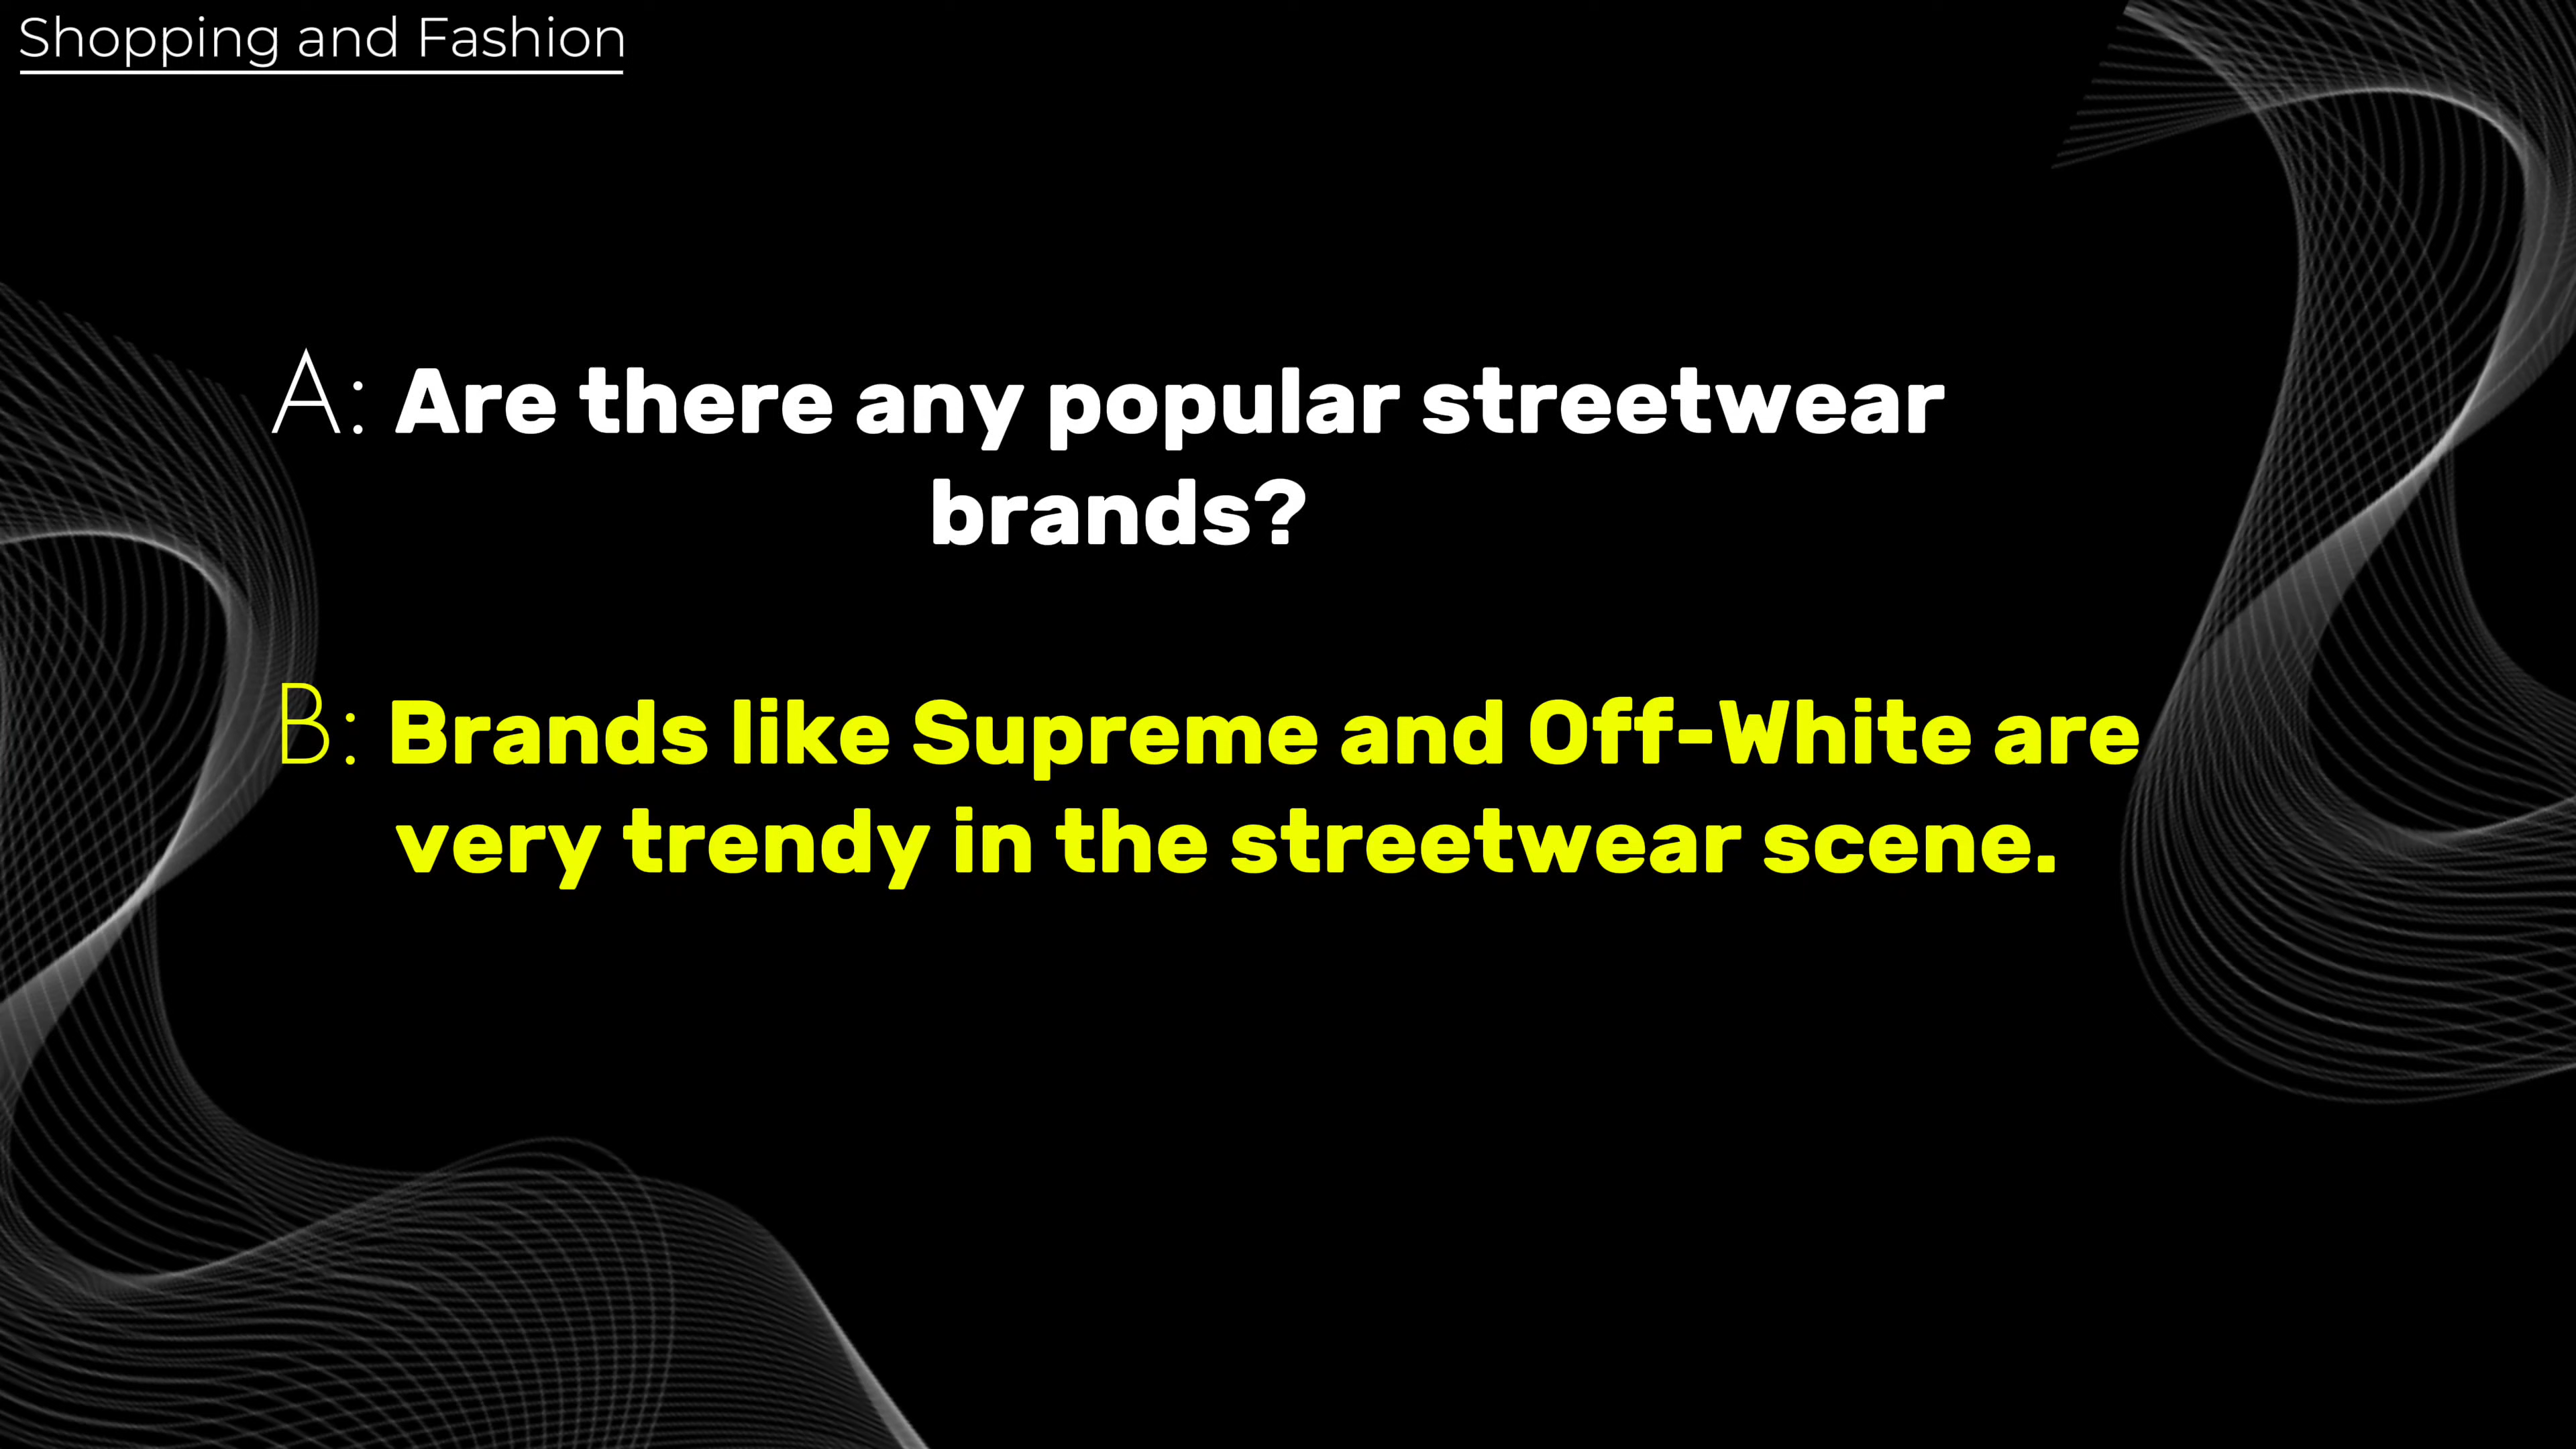 Shopping and Fashion
A: Are there any popular streetwear
brands?
B: Brands like Supreme and Off-White are
very trendy in the streetwear scene.